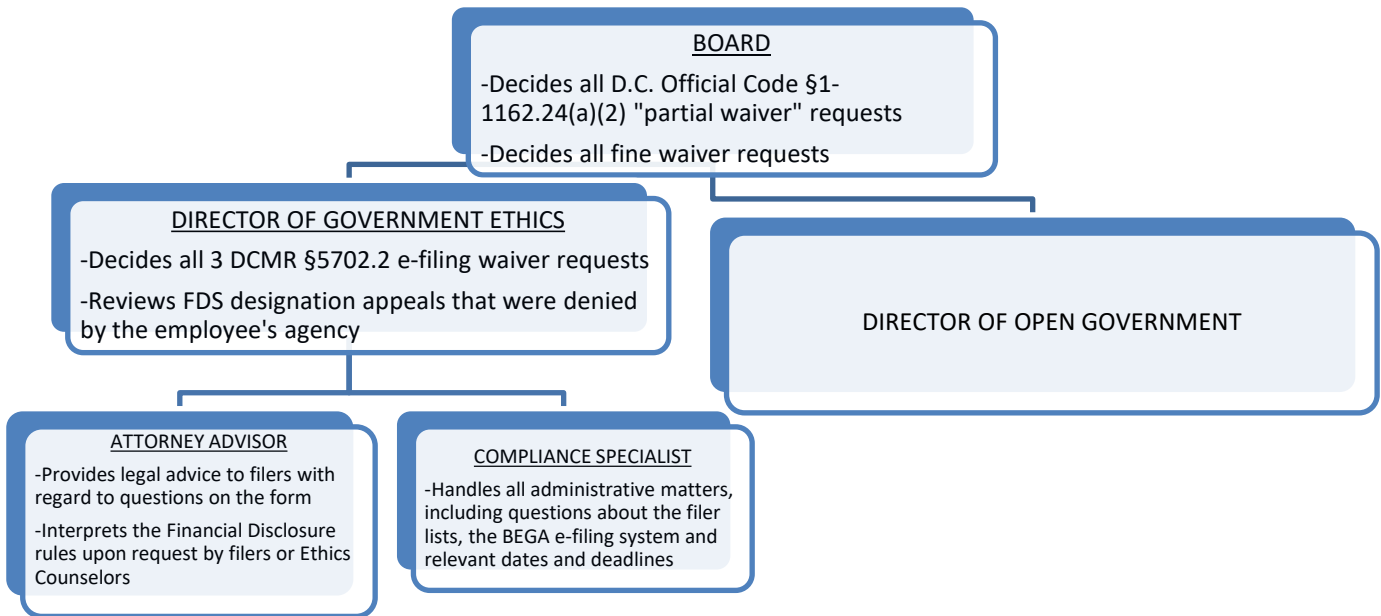 BOARD
-Decides all D.C. Official Code §1-
1162.24(a)(2) "partial waiver" requests
-Decides all fine waiver requests
DIRECTOR OF GOVERNMENT ETHICS
-Decides all 3 DCMR §5702.2 e-filing waiver requests
-Reviews FDS designation appeals that were denied
by the employee's agency
DIRECTOR OF OPEN GOVERNMENT
ATTORNEY ADVISOR
-Provides legal advice to filers with
regard to questions on the form
-Interprets the Financial Disclosure
rules upon request by filers or Ethics
Counselors
COMPLIANCE SPECIALIST
-Handles all administrative matters,
including questions about the filer
lists, the BEGA e-filing system and
relevant dates and deadlines